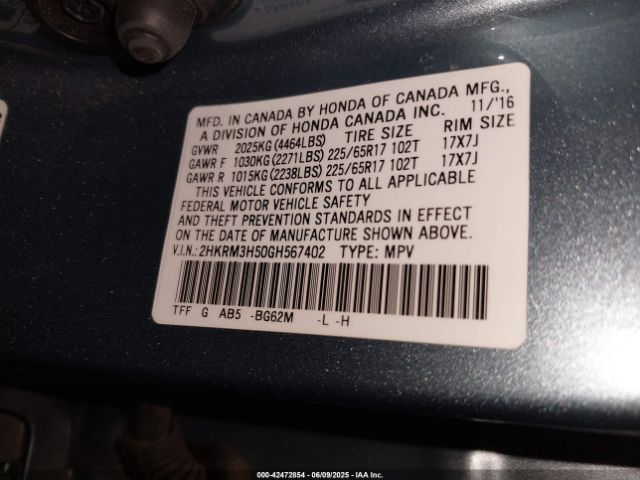 MFD. IN CANADA BY HONDA OF CANADA MFG.,
A DIVISION OF HONDA CANADA INC. 11/'16
GVWR 2025KG(4464LBS) TIRE SIZE RIM SIZE
GAWR F 1030KG(2271LBS) 225/65R17 102T 17X7J
GAWR R 1015KG(2238LBS) 225/65R17 102T 17X7J
THIS VEHICLE CONFORMS TO ALL APPLICABLE
FEDERAL MOTOR VEHICLE SAFETY
AND THEFT PREVENTION STANDARDS IN EFFECT
ON THE DATE OF MANUFACTURE SHOWN ABOVE.
V.I.N.: 2HKRM3H50GH567402 TYPE: MPV
TFF G AB5 -BG62M -L -H
000-42472854 - 06/09/2025 - IAA Inc.